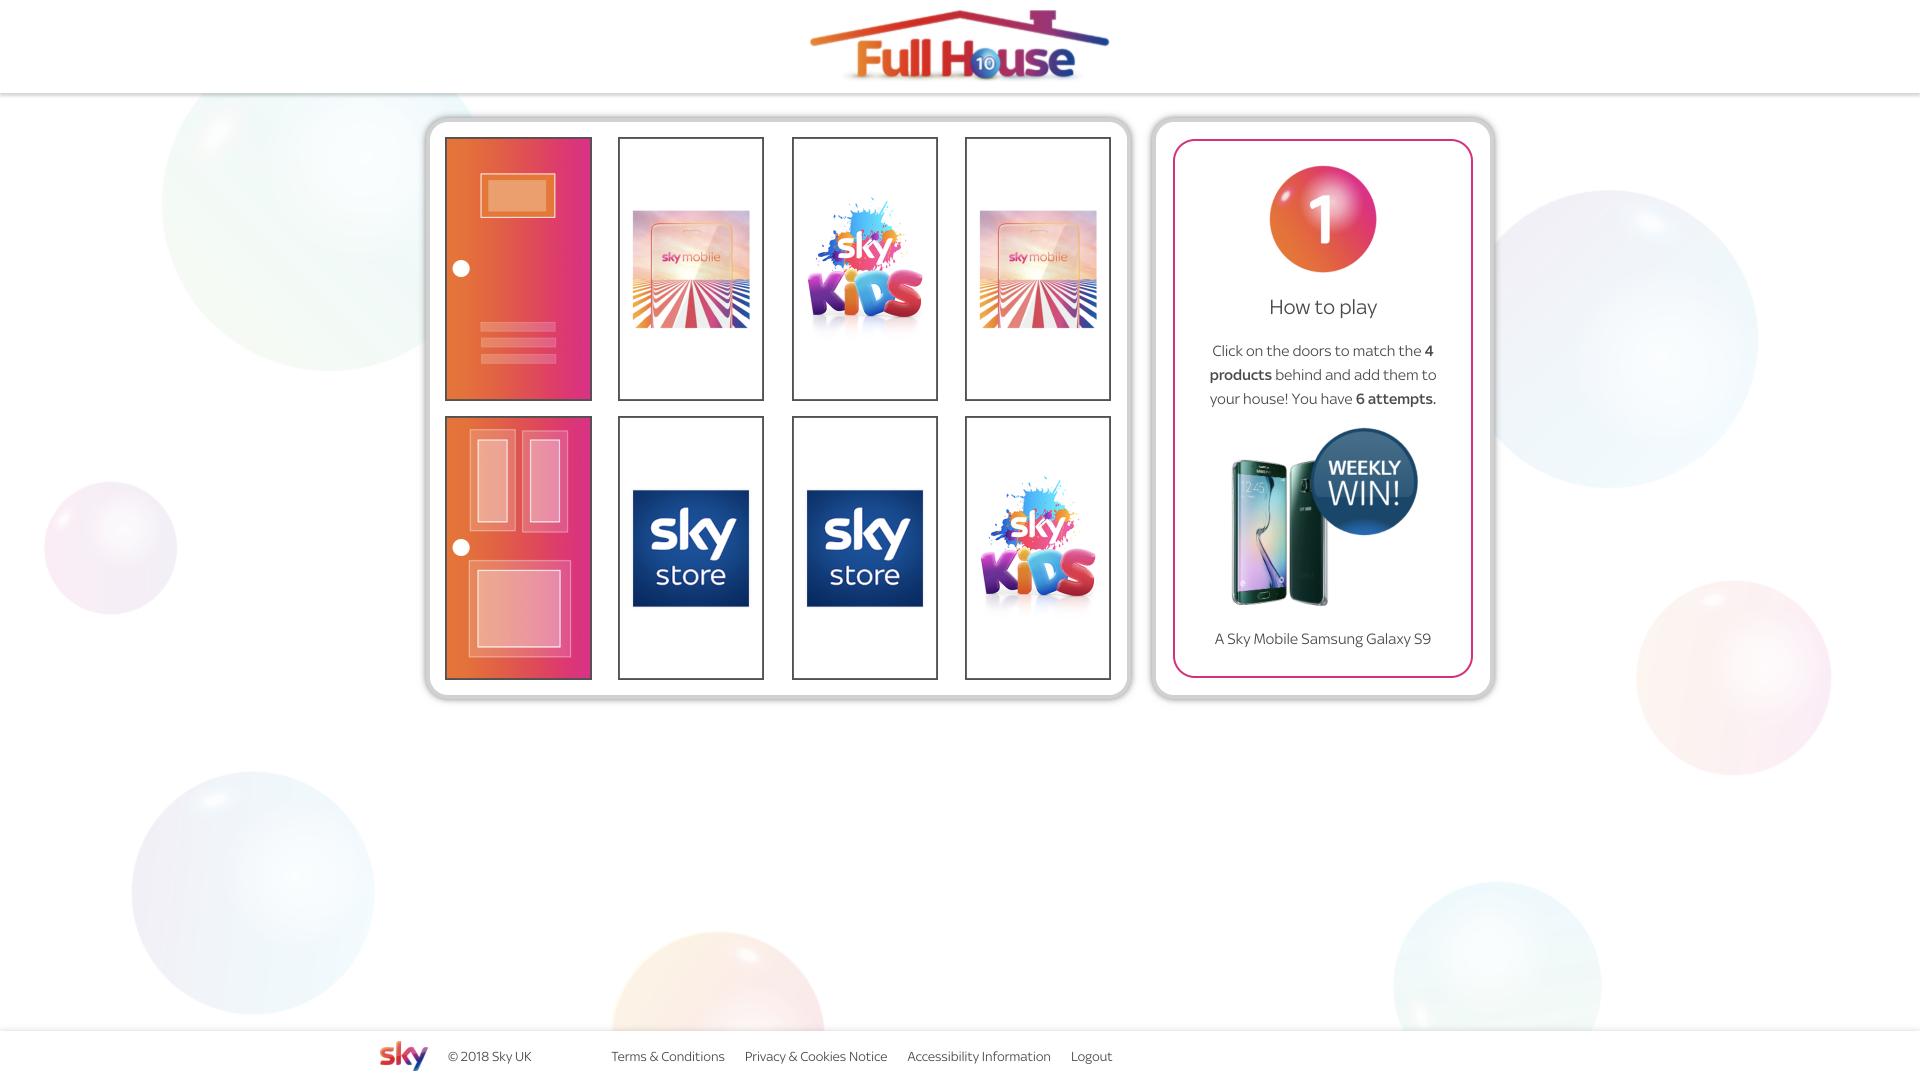 Full House
10
sky mobile
sky
KiDS
sky mobile
sky
store
sky
store
sky
KiDS
1
How to play
Click on the doors to match the 4
products behind and add them to
your house! You have 6 attempts.
WEEKLY
WIN!
A Sky Mobile Samsung Galaxy S9
sky
© 2018 Sky UK
Terms & Conditions
Privacy & Cookies Notice
Accessibility Information
Logout